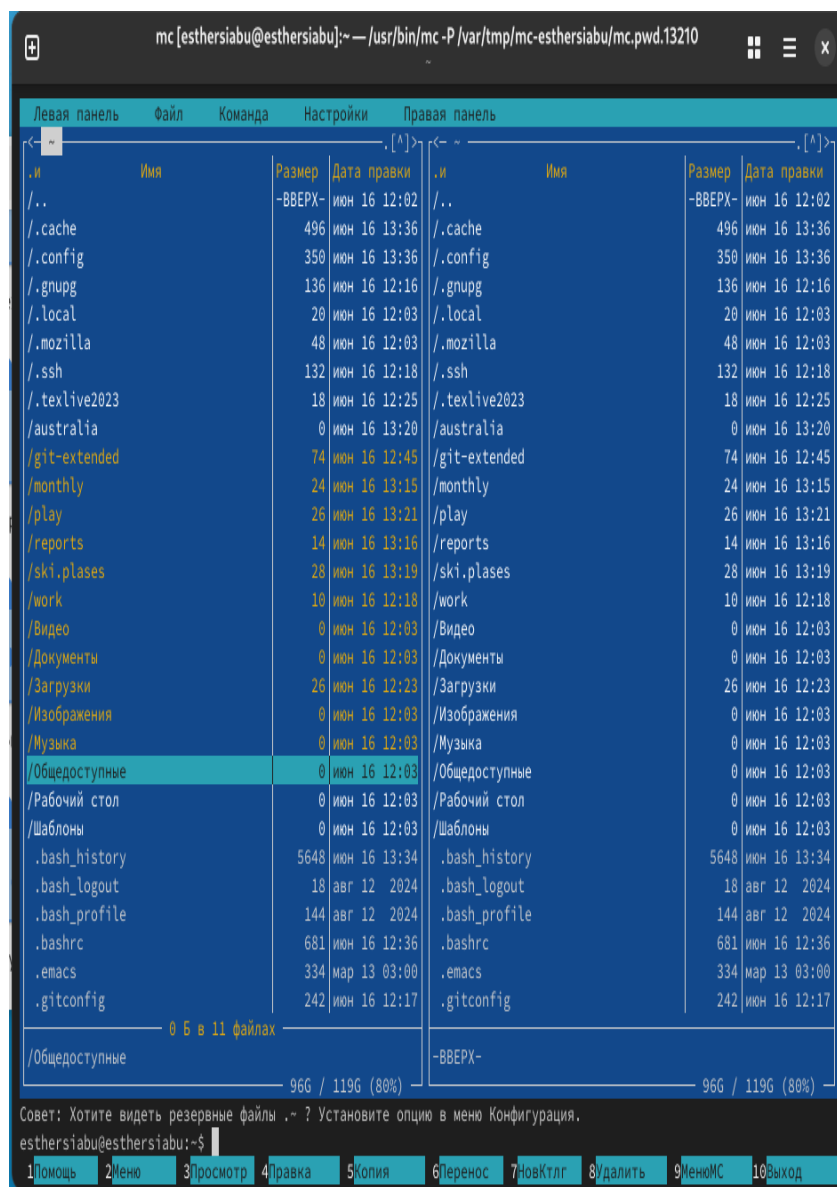 mc [esthersiabu@esthersiabu]:~ — /usr/bin/mc -P /var/tmp/mc-esthersiabu/mc.pwd.13210
~
Левая панель Файл Команда Настройки Правая панель
<─ ~ .[^]> <─ ~ .[^]>
.и Имя Размер Дата правки .и Имя Размер Дата правки
/.. -ВВЕРХ- июн 16 12:02 /.. -ВВЕРХ- июн 16 12:02
/.cache 496 июн 16 13:36 /.cache 496 июн 16 13:36
/.config 350 июн 16 13:36 /.config 350 июн 16 13:36
/.gnupg 136 июн 16 12:16 /.gnupg 136 июн 16 12:16
/.local 20 июн 16 12:03 /.local 20 июн 16 12:03
/.mozilla 48 июн 16 12:03 /.mozilla 48 июн 16 12:03
/.ssh 132 июн 16 12:18 /.ssh 132 июн 16 12:18
/.texlive2023 18 июн 16 12:25 /.texlive2023 18 июн 16 12:25
/australia 0 июн 16 13:20 /australia 0 июн 16 13:20
/git-extended 74 июн 16 12:45 /git-extended 74 июн 16 12:45
/monthly 24 июн 16 13:15 /monthly 24 июн 16 13:15
/play 26 июн 16 13:21 /play 26 июн 16 13:21
/reports 14 июн 16 13:16 /reports 14 июн 16 13:16
/ski.plases 28 июн 16 13:19 /ski.plases 28 июн 16 13:19
/work 10 июн 16 12:18 /work 10 июн 16 12:18
/Видео 0 июн 16 12:03 /Видео 0 июн 16 12:03
/Документы 0 июн 16 12:03 /Документы 0 июн 16 12:03
/Загрузки 26 июн 16 12:23 /Загрузки 26 июн 16 12:23
/Изображения 0 июн 16 12:03 /Изображения 0 июн 16 12:03
/Музыка 0 июн 16 12:03 /Музыка 0 июн 16 12:03
/Общедоступные 0 июн 16 12:03 /Общедоступные 0 июн 16 12:03
/Рабочий стол 0 июн 16 12:03 /Рабочий стол 0 июн 16 12:03
/Шаблоны 0 июн 16 12:03 /Шаблоны 0 июн 16 12:03
.bash_history 5648 июн 16 13:34 .bash_history 5648 июн 16 13:34
.bash_logout 18 авг 12 2024 .bash_logout 18 авг 12 2024
.bash_profile 144 авг 12 2024 .bash_profile 144 авг 12 2024
.bashrc 681 июн 16 12:36 .bashrc 681 июн 16 12:36
.emacs 334 мар 13 03:00 .emacs 334 мар 13 03:00
.gitconfig 242 июн 16 12:17 .gitconfig 242 июн 16 12:17
0 Б в 11 файлах
/Общедоступные -ВВЕРХ-
96G / 119G (80%) 96G / 119G (80%)
Совет: Хотите видеть резервные файлы .~ ? Установите опцию в меню Конфигурация.
esthersiabu@esthersiabu:~$
1Помощь 2Меню 3Просмотр 4Правка 5Копия 6Перенос 7НовКтлг 8Удалить 9МенюMC 10Выход